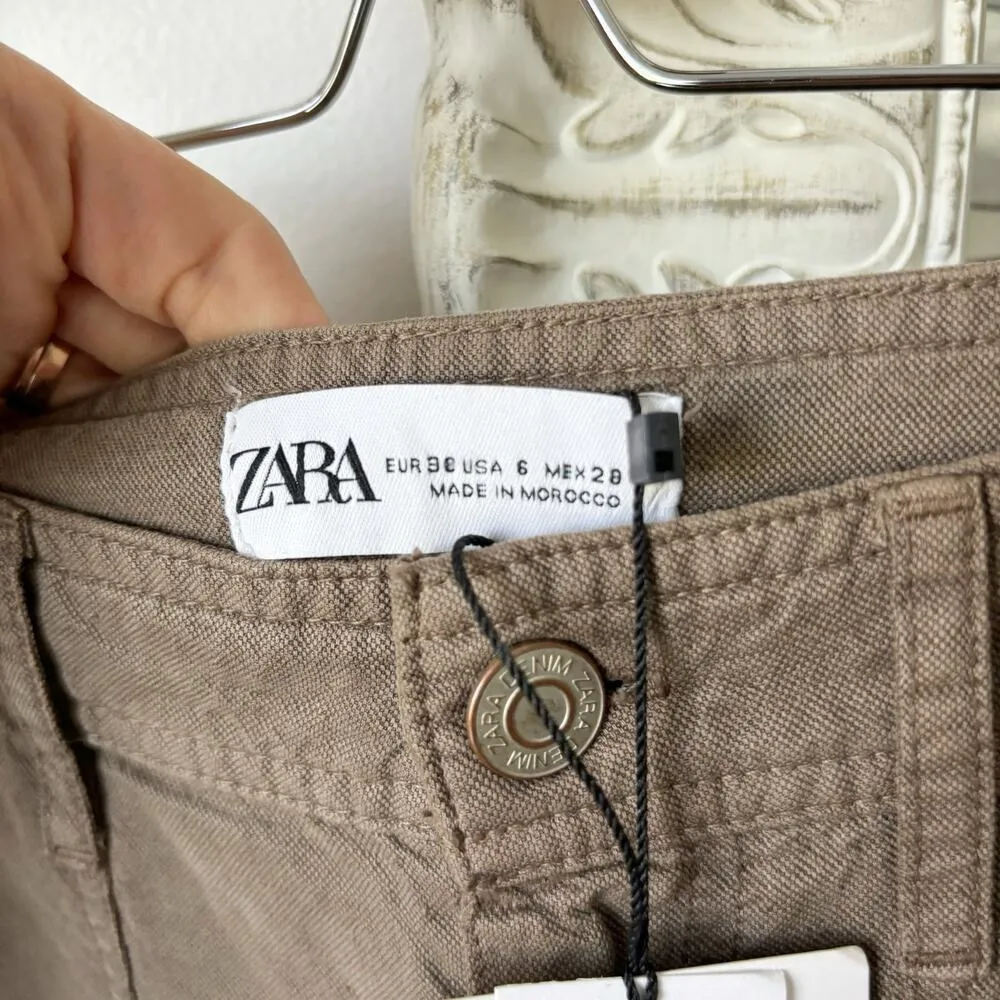 ZARA
EUR 38 USA 6 MEX 28
MADE IN MOROCCO
ZARA DENIM ZARA DENIM